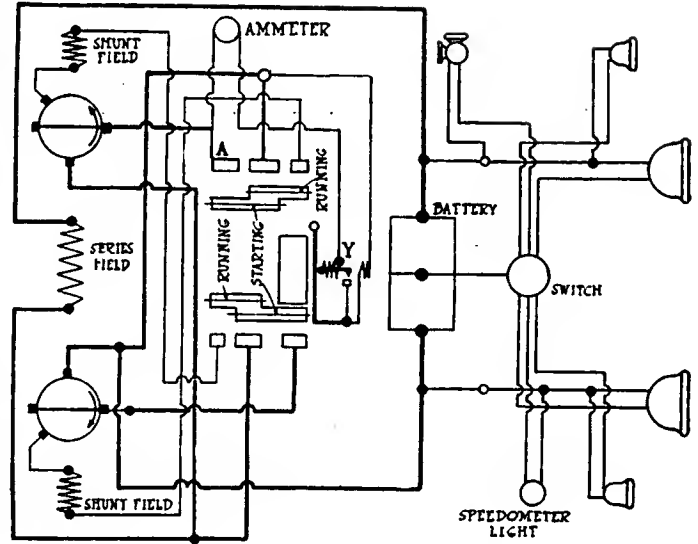 SHUNT
FIELD
AMMETER
A
RUNNING
BATTERY
SERIES
FIELD
RUNNING
STARTING
Y
SWITCH
SHUNT FIELD
SPEEDOMETER
LIGHT